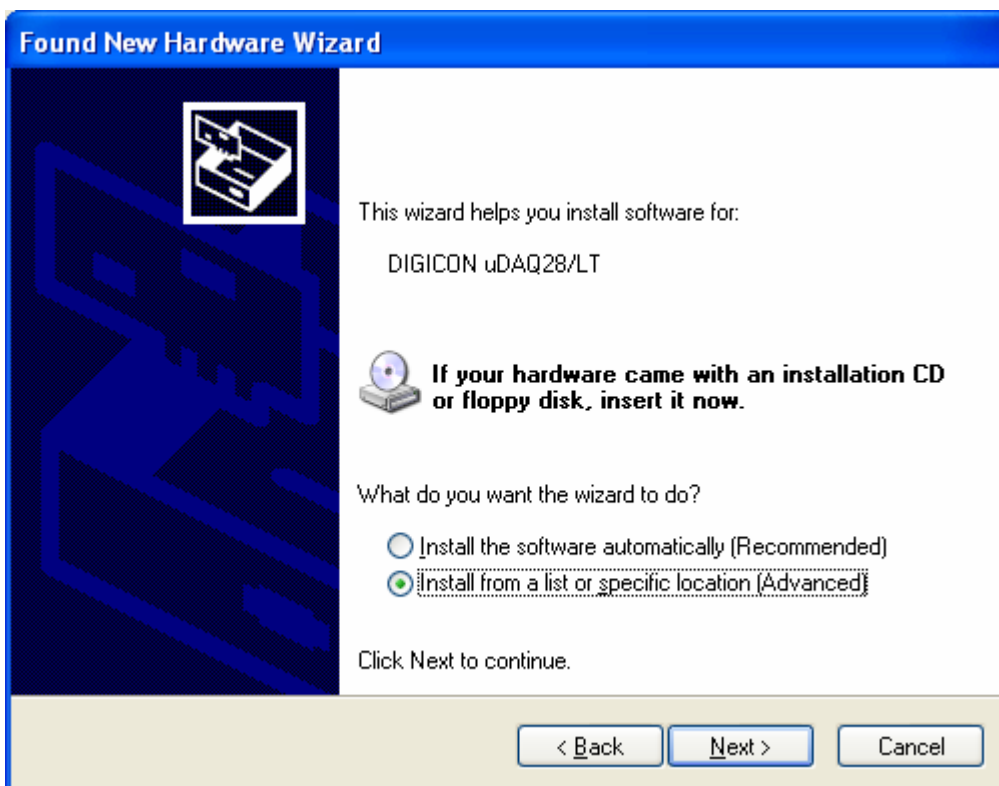 Found New Hardware Wizard
This wizard helps you install software for:
DIGICON uDAQ28/LT
If your hardware came with an installation CD
or floppy disk, insert it now.
What do you want the wizard to do?
Install the software automatically (Recommended)
Install from a list or specific location (Advanced)
Click Next to continue.
< Back
Next >
Cancel